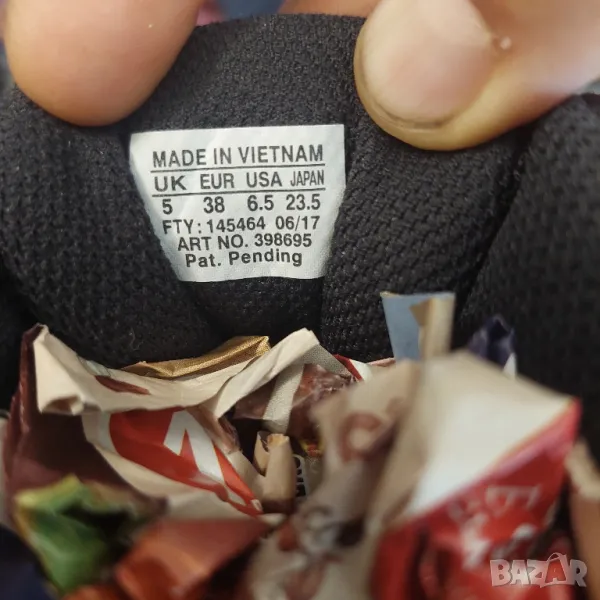 MADE IN VIETNAM
UK EUR USA JAPAN
5 38 6.5 23.5
FTY: 145464 06/17
ART NO. 398695
Pat. Pending
BAZAR